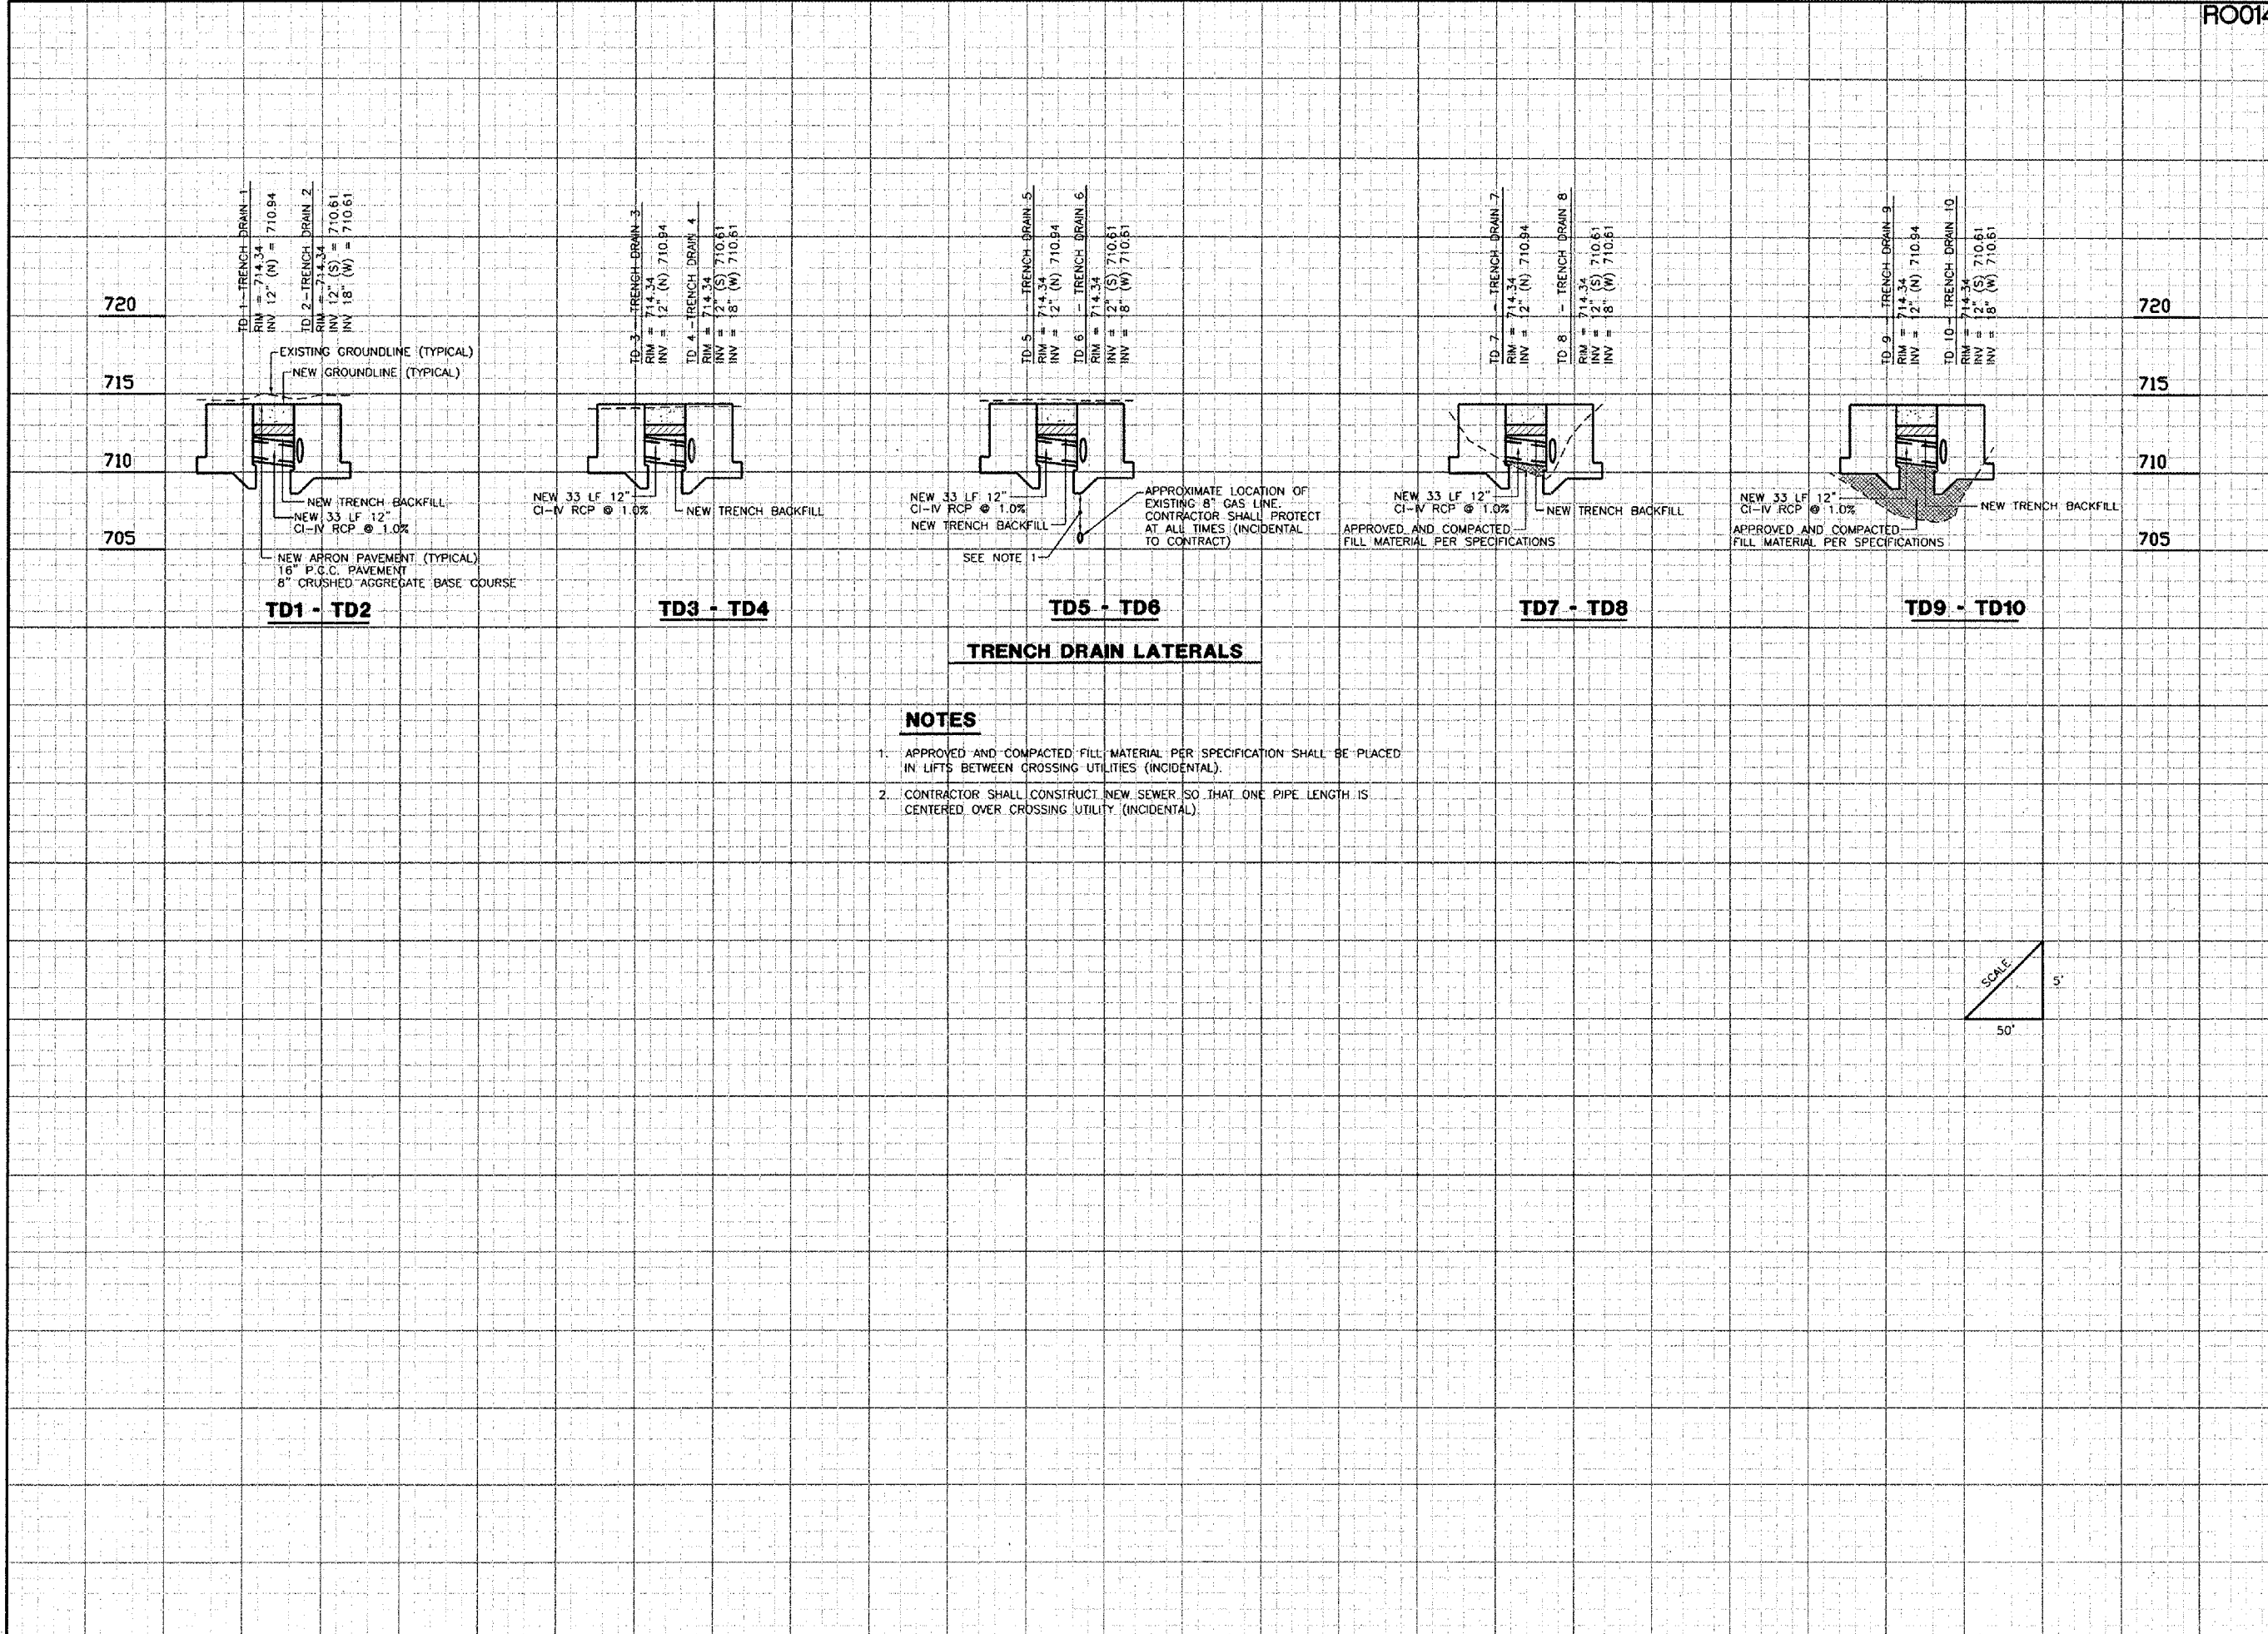 RO014
TD 1 - TRENCH DRAIN 1
RIM = 714.34
INV 12" (N) = 710.94
TD 2 - TRENCH DRAIN 2
RIM = 714.34
INV 12" (S) = 710.61
INV 18" (W) = 710.61
TD 3 - TRENCH DRAIN 3
RIM = 714.34
INV = 12" (N) 710.94
TD 4 - TRENCH DRAIN 4
RIM = 714.34
INV = 12" (S) 710.61
INV = 18" (W) 710.61
TD 5 - TRENCH DRAIN 5
RIM = 714.34
INV = 12" (N) 710.94
TD 6 - TRENCH DRAIN 6
RIM = 714.34
INV = 12" (S) 710.61
INV = 18" (W) 710.61
TD 7 - TRENCH DRAIN 7
RIM = 714.34
INV = 12" (N) 710.94
TD 8 - TRENCH DRAIN 8
RIM = 714.34
INV = 12" (S) 710.61
INV = 18" (W) 710.61
TD 9 - TRENCH DRAIN 9
RIM = 714.34
INV = 12" (N) 710.94
TD 10 - TRENCH DRAIN 10
RIM = 714.34
INV = 12" (S) 710.61
INV = 18" (W) 710.61
720
720
EXISTING GROUNDLINE (TYPICAL)
NEW GROUNDLINE (TYPICAL)
715
715
710
710
705
705
NEW TRENCH BACKFILL
NEW 33 LF 12"
CI-IV RCP @ 1.0%
NEW APRON PAVEMENT (TYPICAL)
16" P.C.C. PAVEMENT
8" CRUSHED AGGREGATE BASE COURSE
NEW 33 LF 12"
CI-IV RCP @ 1.0%
NEW TRENCH BACKFILL
NEW 33 LF 12"
CI-IV RCP @ 1.0%
NEW TRENCH BACKFILL
SEE NOTE 1
APPROXIMATE LOCATION OF
EXISTING 8" GAS LINE.
CONTRACTOR SHALL PROTECT
AT ALL TIMES (INCIDENTAL
TO CONTRACT)
NEW 33 LF 12"
CI-IV RCP @ 1.0%
NEW TRENCH BACKFILL
APPROVED AND COMPACTED
FILL MATERIAL PER SPECIFICATIONS
NEW 33 LF 12"
CI-IV RCP @ 1.0%
NEW TRENCH BACKFILL
APPROVED AND COMPACTED
FILL MATERIAL PER SPECIFICATIONS
TD1 - TD2
TD3 - TD4
TD5 - TD6
TD7 - TD8
TD9 - TD10
TRENCH DRAIN LATERALS
NOTES
1. APPROVED AND COMPACTED FILL MATERIAL PER SPECIFICATION SHALL BE PLACED
IN LIFTS BETWEEN CROSSING UTILITIES (INCIDENTAL).
2. CONTRACTOR SHALL CONSTRUCT NEW SEWER SO THAT ONE PIPE LENGTH IS
CENTERED OVER CROSSING UTILITY (INCIDENTAL)
SCALE
5'
50'